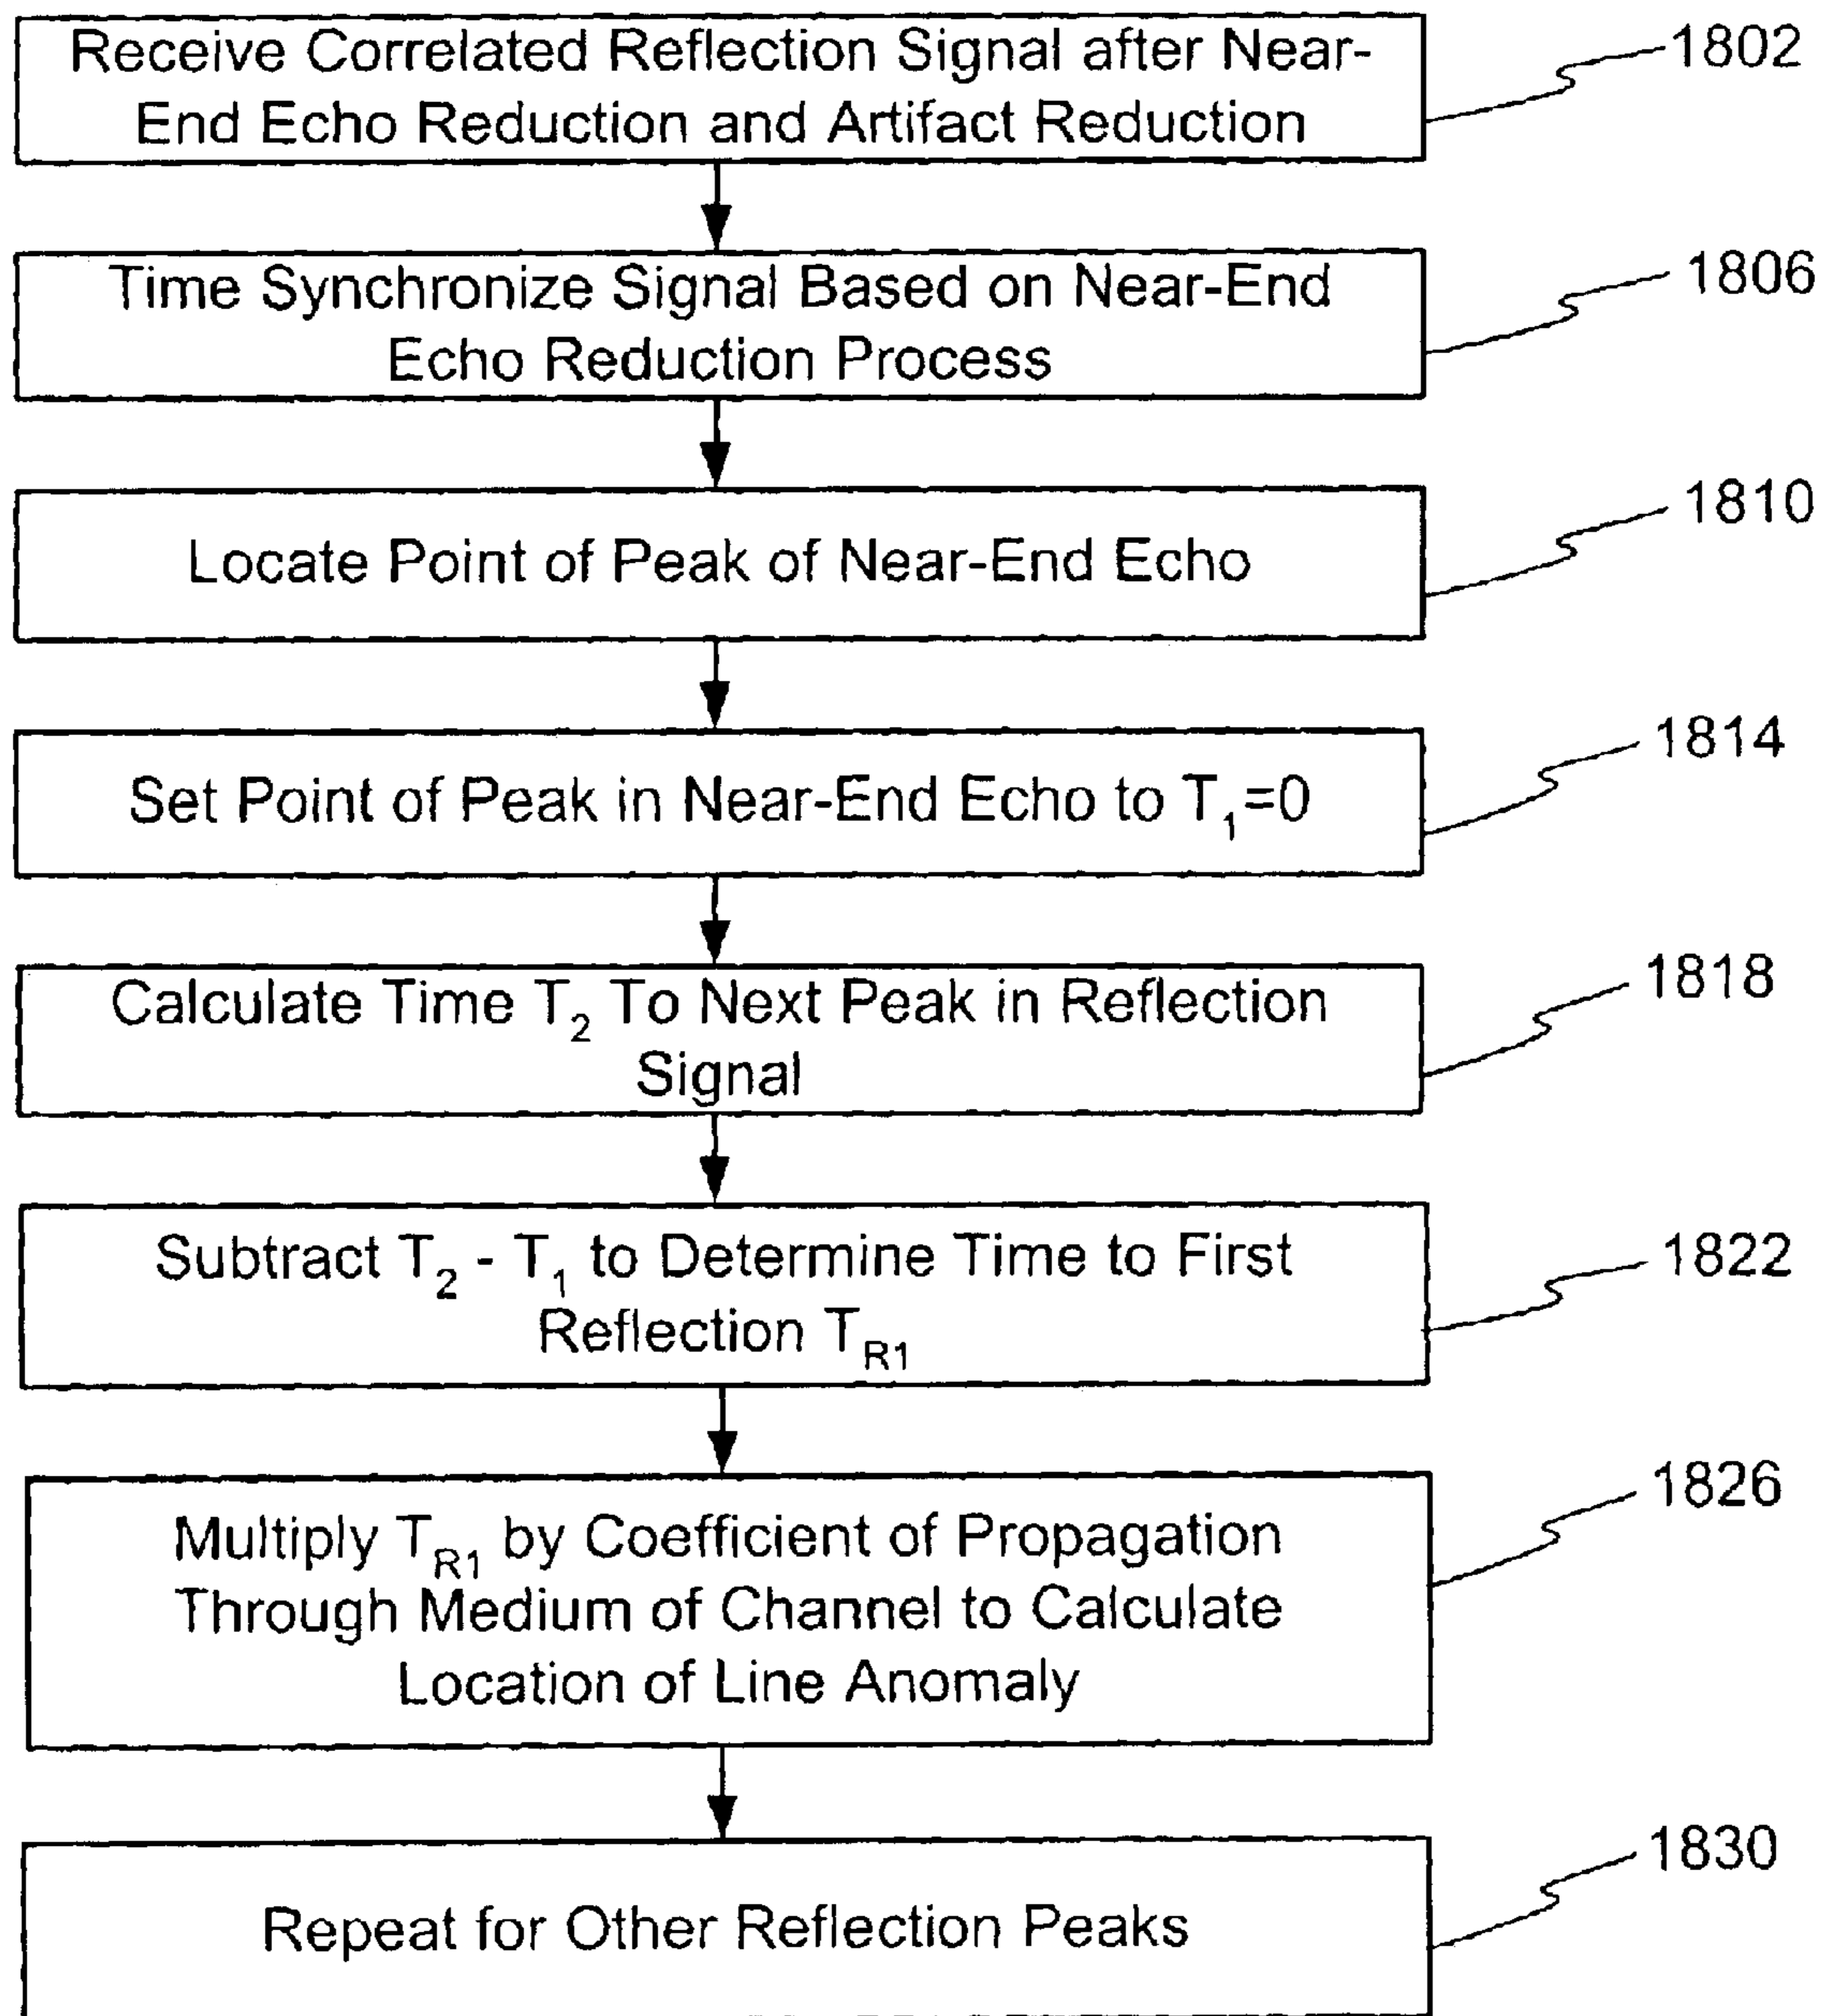 Receive Correlated Reflection Signal after Near-
End Echo Reduction and Artifact Reduction
1802
Time Synchronize Signal Based on Near-End
Echo Reduction Process
1806
Locate Point of Peak of Near-End Echo
1810
Set Point of Peak in Near-End Echo to T1=0
1814
Calculate Time T2 To Next Peak in Reflection
Signal
1818
Subtract T2 - T1 to Determine Time to First
Reflection TR1
1822
Multiply TR1 by Coefficient of Propagation
Through Medium of Channel to Calculate
Location of Line Anomaly
1826
Repeat for Other Reflection Peaks
1830